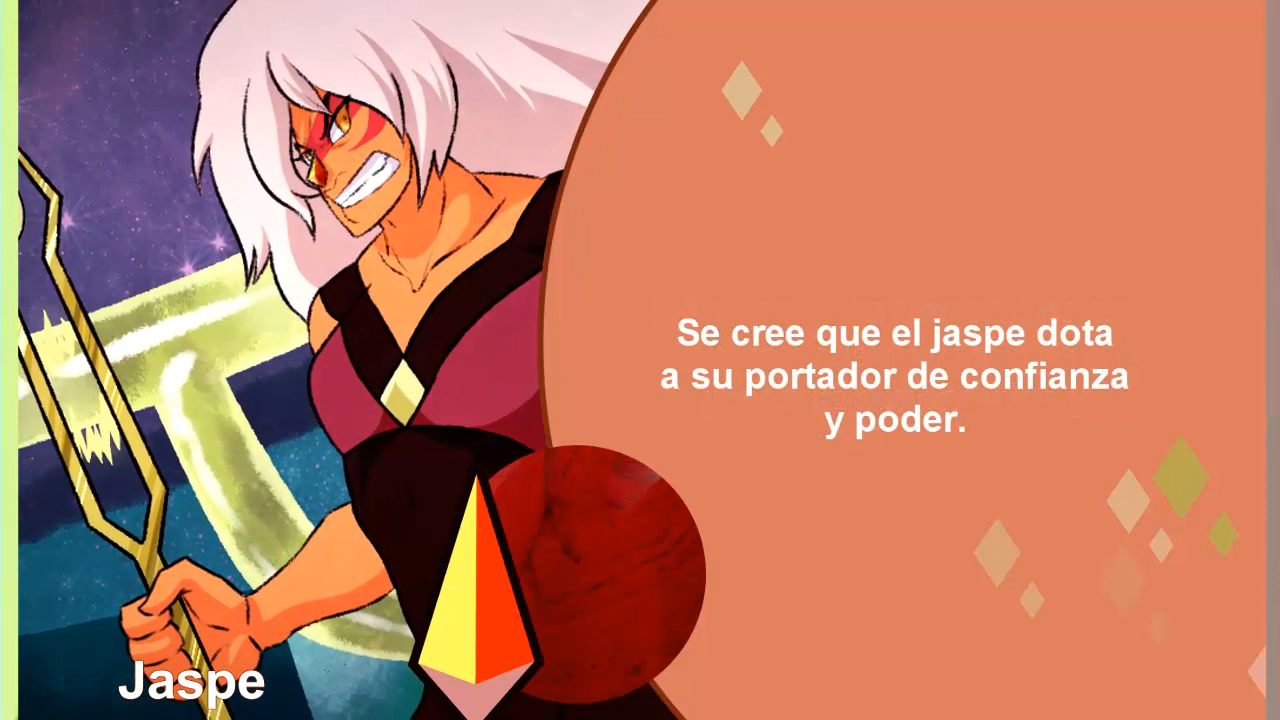 Se cree que el jaspe dota
a su portador de confianza
y poder.
Jaspe